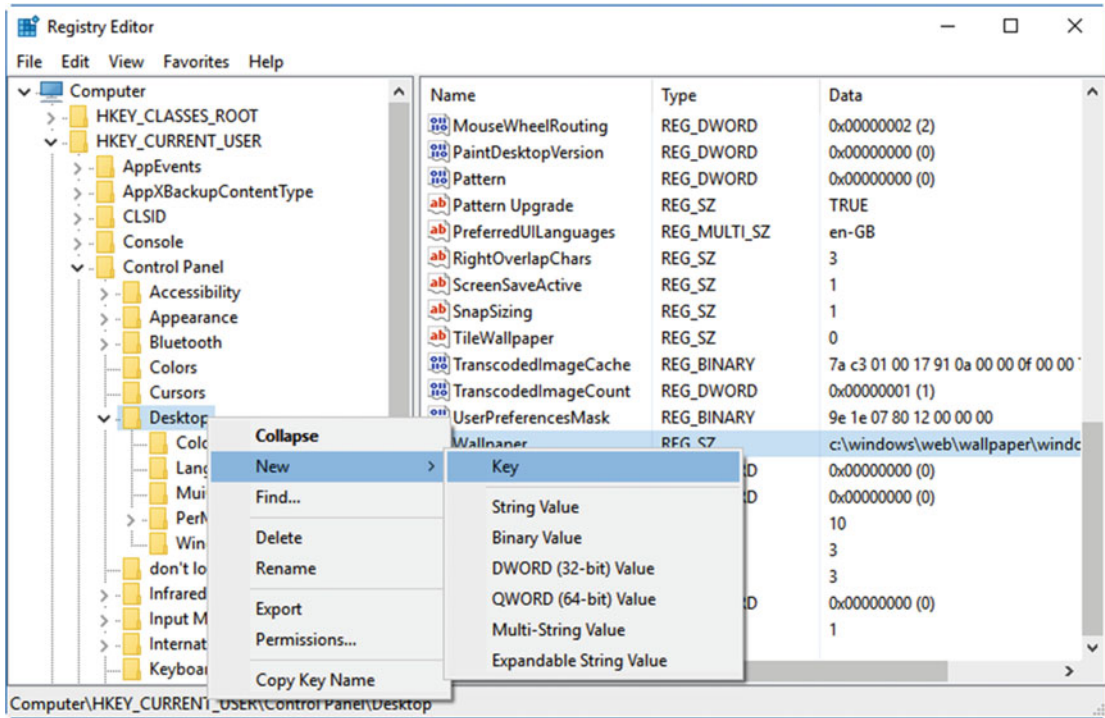 Registry Editor
File Edit View Favorites Help
Computer
HKEY_CLASSES_ROOT
HKEY_CURRENT_USER
AppEvents
AppXBackupContentType
CLSID
Console
Control Panel
Accessibility
Appearance
Bluetooth
Colors
Cursors
Desktop
Colo
Lang
Mui
PerM
Win
don't lo
Infrared
Input M
Internat
Keyboa
Collapse
New
Find...
Delete
Rename
Export
Permissions...
Copy Key Name
Key
String Value
Binary Value
DWORD (32-bit) Value
QWORD (64-bit) Value
Multi-String Value
Expandable String Value
Name Type Data
MouseWheelRouting REG_DWORD 0x00000002 (2)
PaintDesktopVersion REG_DWORD 0x00000000 (0)
Pattern REG_DWORD 0x00000000 (0)
Pattern Upgrade REG_SZ TRUE
PreferredUILanguages REG_MULTI_SZ en-GB
RightOverlapChars REG_SZ 3
ScreenSaveActive REG_SZ 1
SnapSizing REG_SZ 1
TileWallpaper REG_SZ 0
TranscodedImageCache REG_BINARY 7a c3 01 00 17 91 0a 00 00 0f 00 00
TranscodedImageCount REG_DWORD 0x00000001 (1)
UserPreferencesMask REG_BINARY 9e 1e 07 80 12 00 00 00
Wallpaper REG_SZ c:\windows\web\wallpaper\windo
D 0x00000000 (0)
D 0x00000000 (0)
10
3
3
D 0x00000000 (0)
1
Computer\HKEY_CURRENT_USER\Control Panel\Desktop